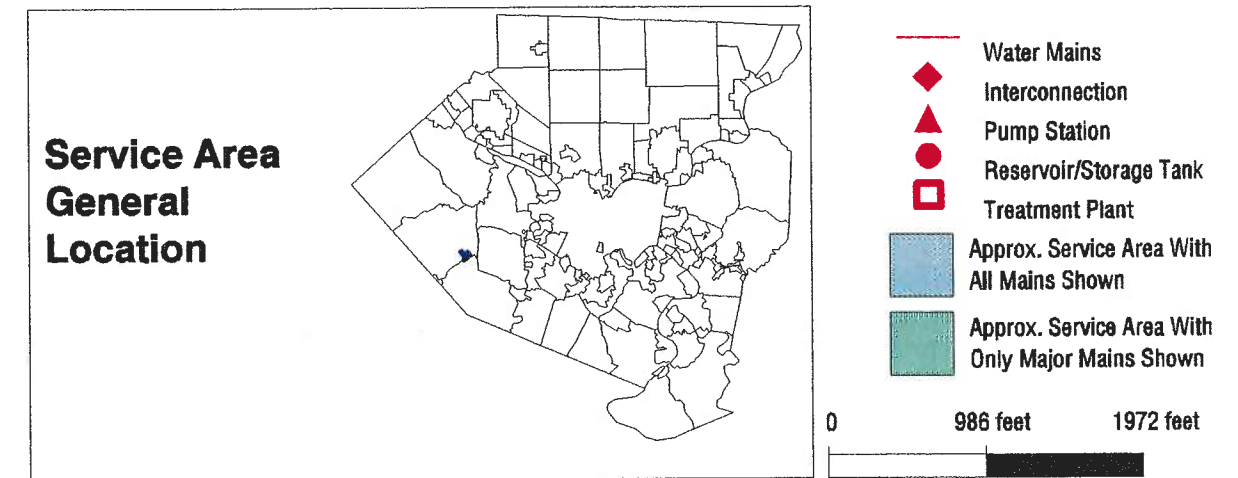 Service Area
General
Location
Water Mains
Interconnection
Pump Station
Reservoir/Storage Tank
Treatment Plant
Approx. Service Area With
All Mains Shown
Approx. Service Area With
Only Major Mains Shown
0 986 feet 1972 feet